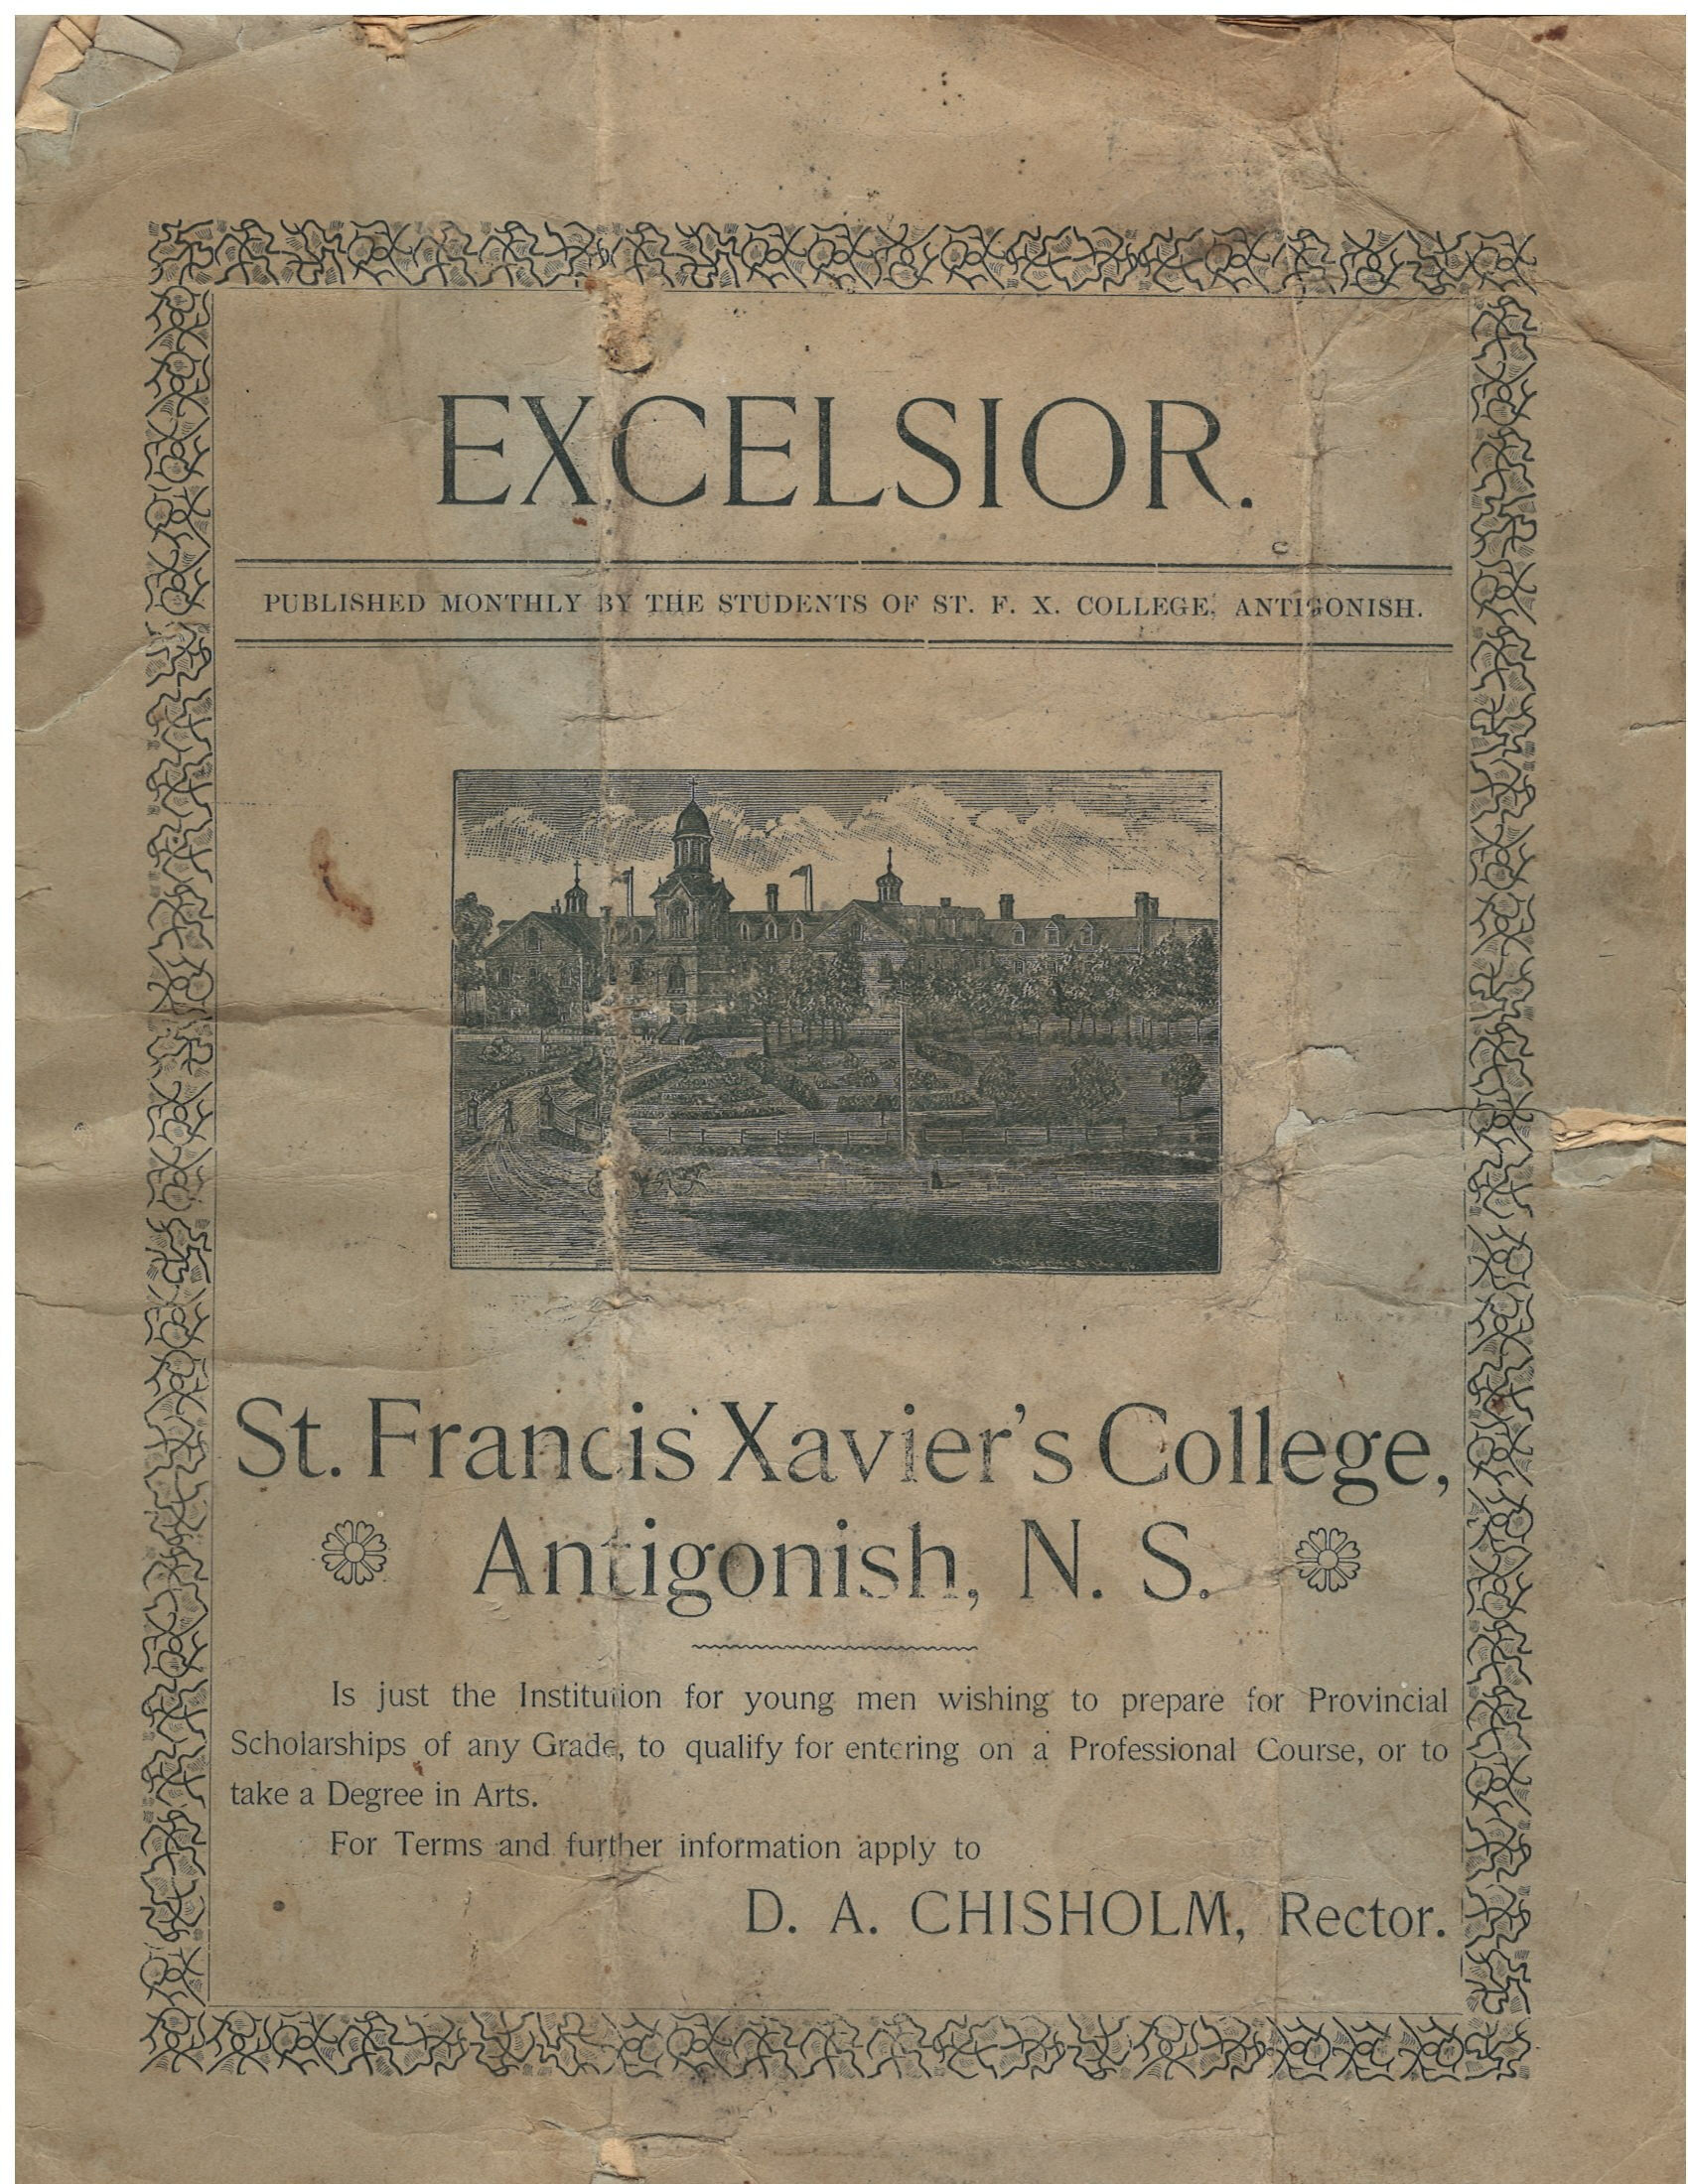 EXCELSIOR.
PUBLISHED MONTHLY BY THE STUDENTS OF ST. F. X. COLLEGE, ANTIGONISH.
St. Francis Xavier's College,
Antigonish, N. S.
Is just the Institution for young men wishing to prepare for Provincial
Scholarships of any Grade, to qualify for entering on a Professional Course, or to
take a Degree in Arts.
For Terms and further information apply to
D. A. CHISHOLM, Rector.